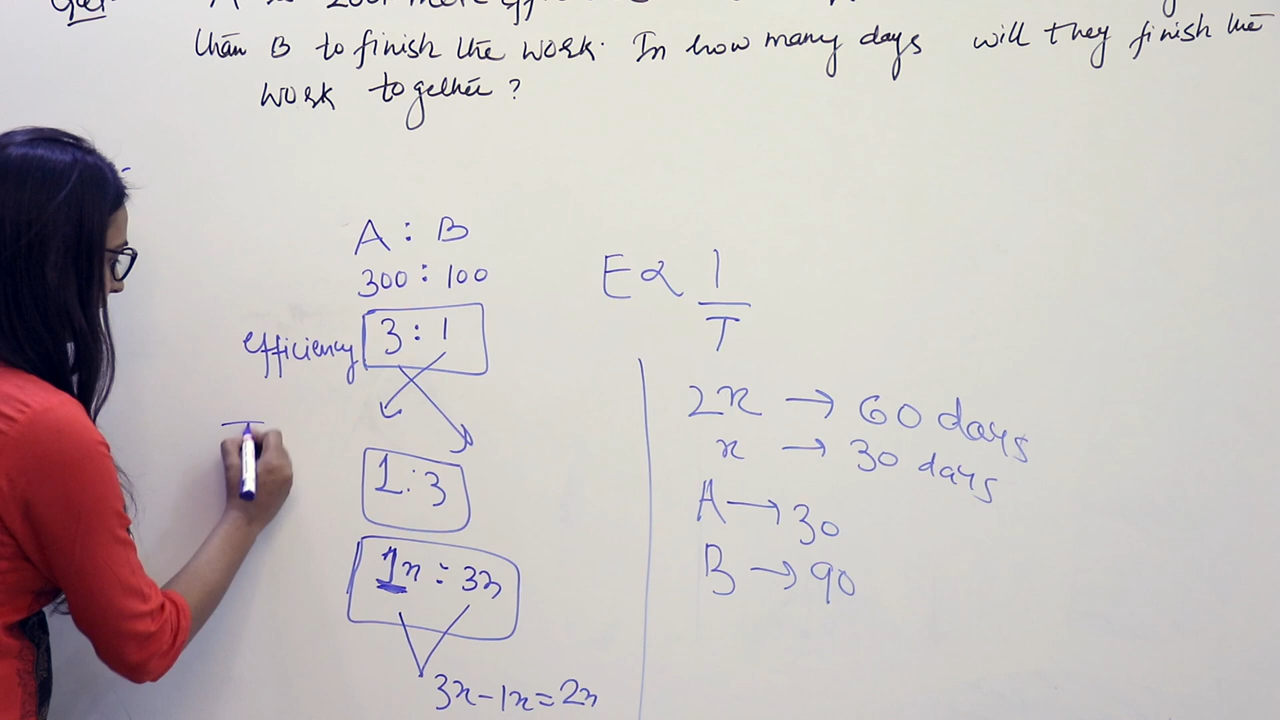 than B to finish the work. In how many days will they finish the
work together?
A : B
300 : 100
efficiency 3 : 1
1 : 3
1x : 3x
3x-1x=2x
E ∝ 1/T
2x → 60 days
x → 30 days
A → 30
B → 90